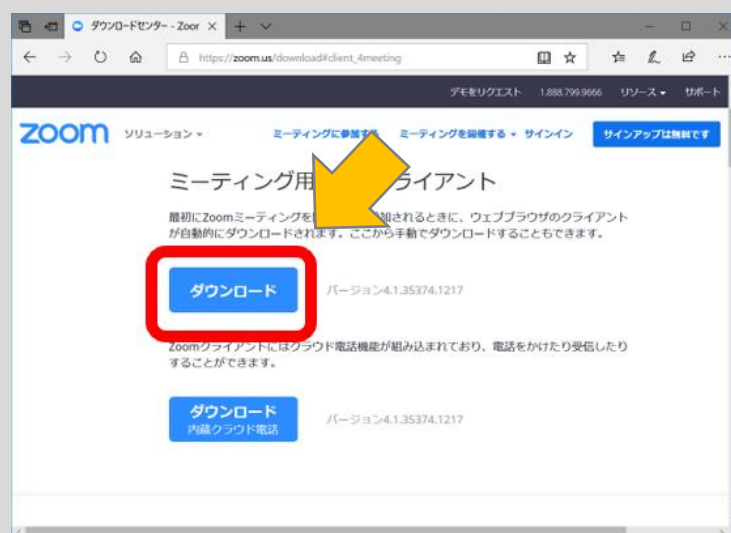 ダウンロードセンター - Zoor
https://zoom.us/download#client_4meeting
デモをリクエスト 1.888.799.9666 リソース サポート
zoom ソリューション ミーティングに参加する ミーティングを開催する サインイン サインアップは無料です
ミーティング用 ライアント
最初にZoomミーティングを 加されるときに、ウェブブラウザのクライアント
が自動的にダウンロードされます。ここから手動でダウンロードすることもできます。
ダウンロード バージョン4.1.35374.1217
Zoomクライアントにはクラウド電話機能が組み込まれており、電話をかけたり受信したり
することができます。
ダウンロード
内蔵クラウド電話 バージョン4.1.35374.1217